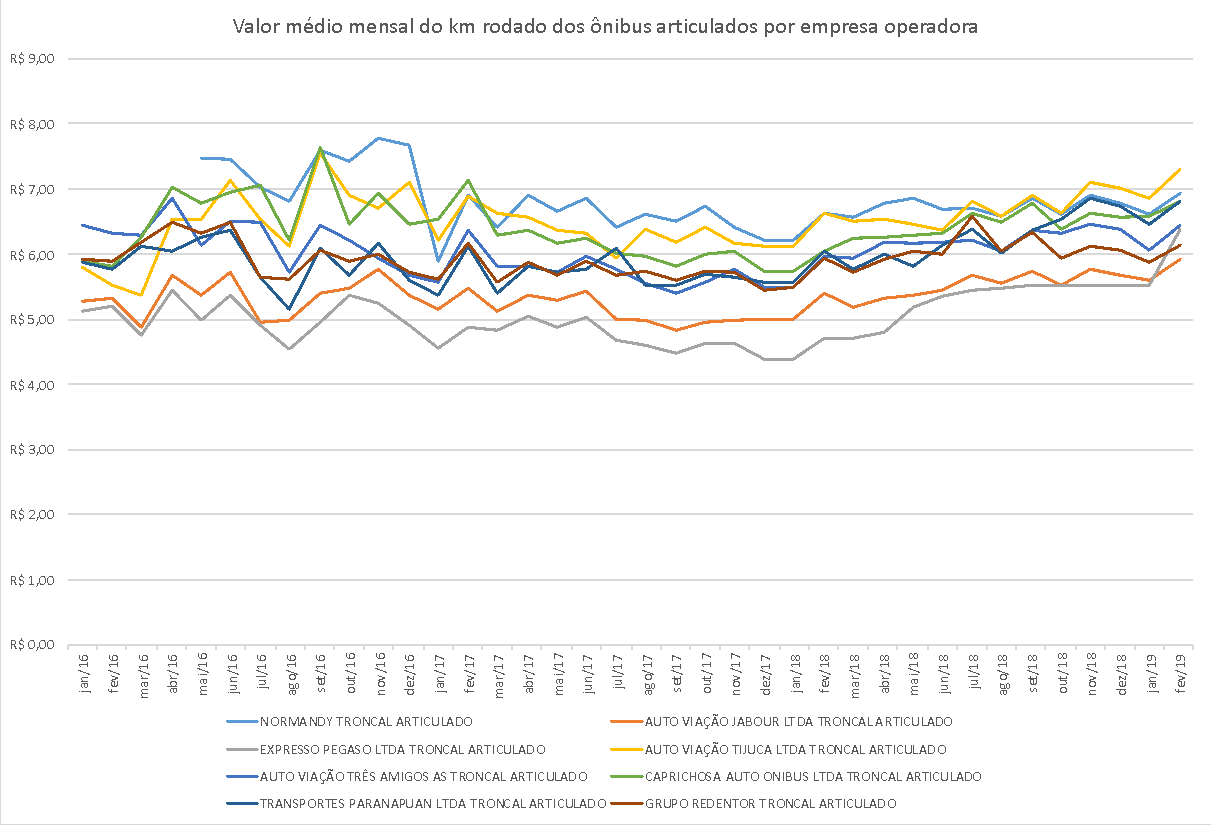 Valor médio mensal do km rodado dos ônibus articulados por empresa operadora
R$ 9,00
R$ 8,00
R$ 7,00
R$ 6,00
R$ 5,00
R$ 4,00
R$ 3,00
R$ 2,00
R$ 1,00
R$ 0,00
jan/16
fev/16
mar/16
abr/16
mai/16
jun/16
jul/16
ago/16
set/16
out/16
nov/16
dez/16
jan/17
fev/17
mar/17
abr/17
mai/17
jun/17
jul/17
ago/17
set/17
out/17
nov/17
dez/17
jan/18
fev/18
mar/18
abr/18
mai/18
jun/18
jul/18
ago/18
set/18
out/18
nov/18
dez/18
jan/19
fev/19
NORMANDY TRONCAL ARTICULADO
AUTO VIAÇÃO JABOUR LTDA TRONCAL ARTICULADO
EXPRESSO PEGASO LTDA TRONCAL ARTICULADO
AUTO VIAÇÃO TIJUCA LTDA TRONCAL ARTICULADO
AUTO VIAÇÃO TRÊS AMIGOS AS TRONCAL ARTICULADO
CAPRICHOSA AUTO ONIBUS LTDA TRONCAL ARTICULADO
TRANSPORTES PARANAPUAN LTDA TRONCAL ARTICULADO
GRUPO REDENTOR TRONCAL ARTICULADO